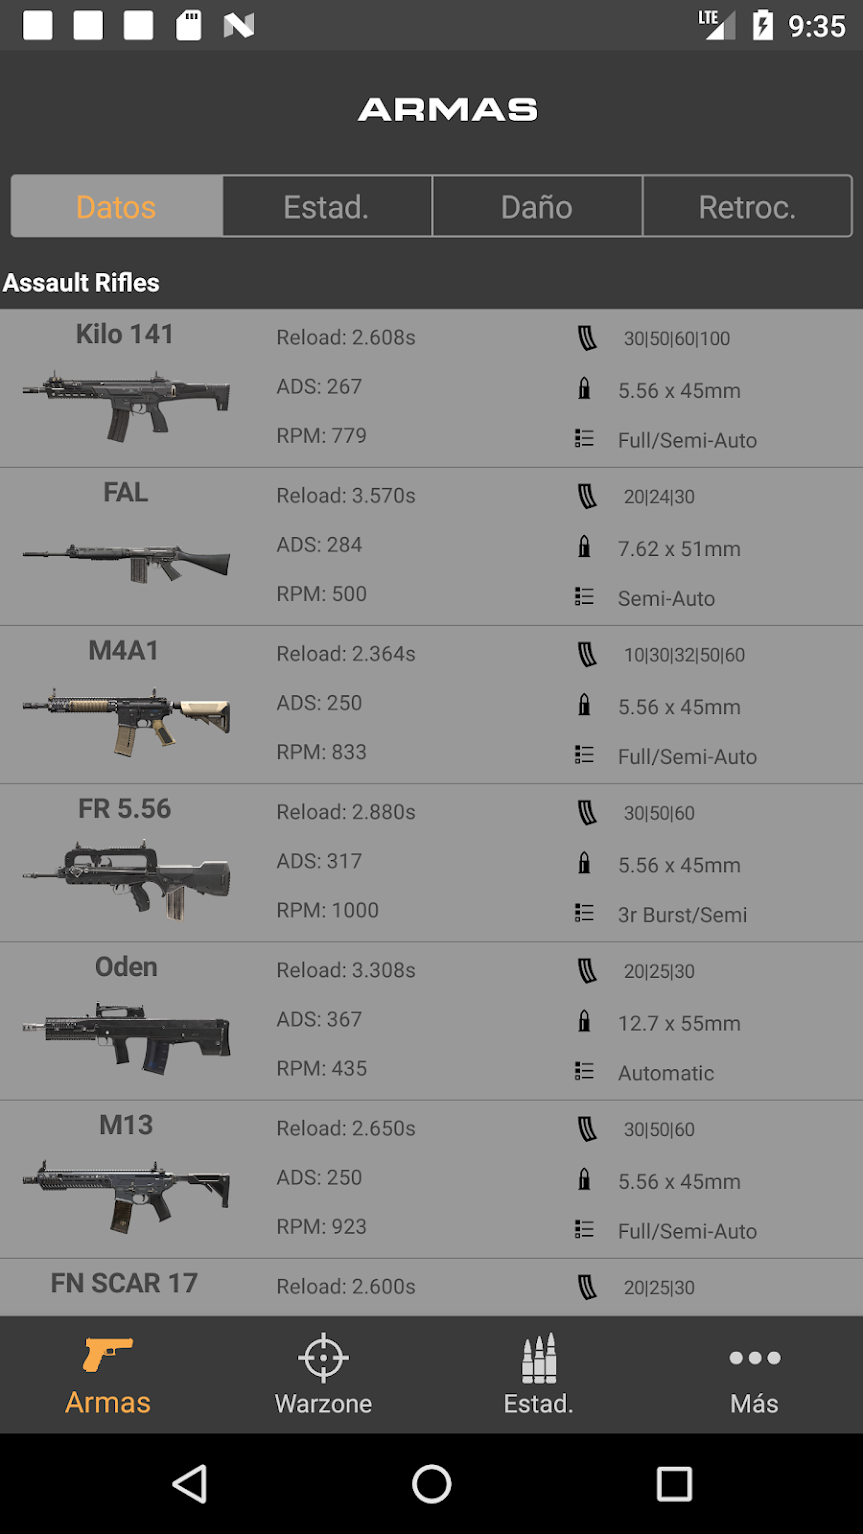 LTE 9:35
ARMAS
Datos Estad. Daño Retroc.
Assault Rifles
Kilo 141
Reload: 2.608s
30|50|60|100
ADS: 267
5.56 x 45mm
RPM: 779
Full/Semi-Auto
FAL
Reload: 3.570s
20|24|30
ADS: 284
7.62 x 51mm
RPM: 500
Semi-Auto
M4A1
Reload: 2.364s
10|30|32|50|60
ADS: 250
5.56 x 45mm
RPM: 833
Full/Semi-Auto
FR 5.56
Reload: 2.880s
30|50|60
ADS: 317
5.56 x 45mm
RPM: 1000
3r Burst/Semi
Oden
Reload: 3.308s
20|25|30
ADS: 367
12.7 x 55mm
RPM: 435
Automatic
M13
Reload: 2.650s
30|50|60
ADS: 250
5.56 x 45mm
RPM: 923
Full/Semi-Auto
FN SCAR 17
Reload: 2.600s
20|25|30
Armas Warzone Estad. Más